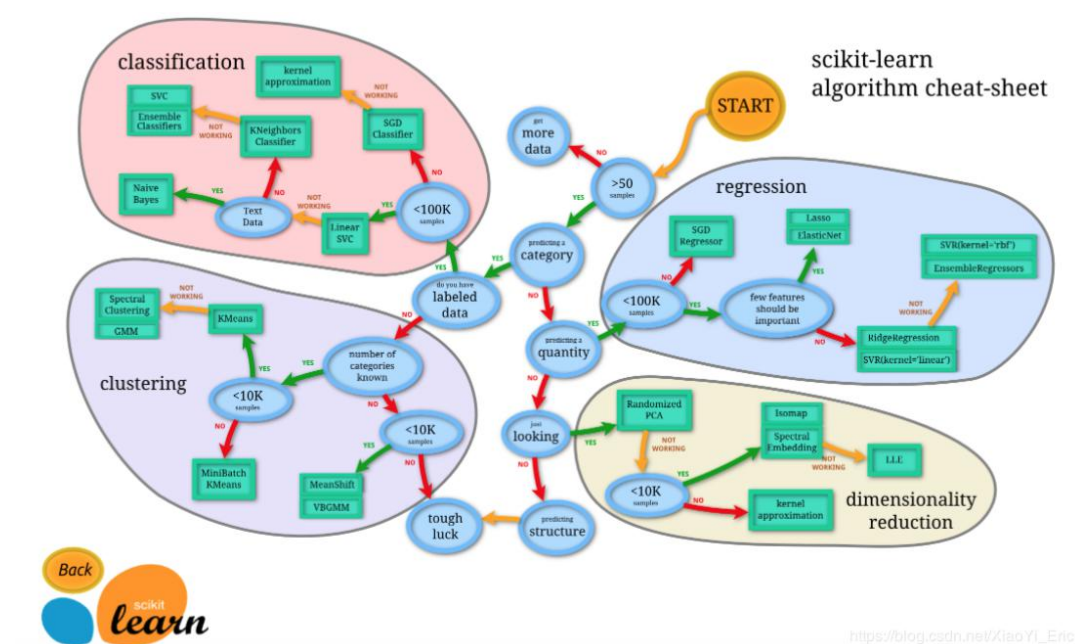 scikit-learn
algorithm cheat-sheet
START
get
more
data
NO
>50
samples
YES
predicting a
category
YES
NO
do you have
labeled
data
YES
NO
predicting a
quantity
YES
NO
just
looking
YES
NO
predicting
structure
tough
luck
classification
kernel
approximation
NOT
WORKING
SGD
Classifier
NO
<100K
samples
YES
Linear
SVC
NOT
WORKING
Text
Data
YES
Naive
Bayes
NO
KNeighbors
Classifier
NOT
WORKING
SVC
Ensemble
Classifiers
regression
SGD
Regressor
NO
<100K
samples
YES
few features
should be
important
YES
Lasso
ElasticNet
NO
RidgeRegression
SVR(kernel='linear')
NOT
WORKING
SVR(kernel='rbf')
EnsembleRegressors
clustering
number of
categories
known
YES
NO
<10K
samples
YES
KMeans
NOT
WORKING
Spectral
Clustering
GMM
NO
MiniBatch
KMeans
<10K
samples
YES
MeanShift
VBGMM
NO
dimensionality
reduction
Randomized
PCA
NOT
WORKING
<10K
samples
YES
Isomap
Spectral
Embedding
NOT
WORKING
LLE
NO
kernel
approximation
Back
scikit
learn
https://blog.csdn.net/XiaoYi_Eric